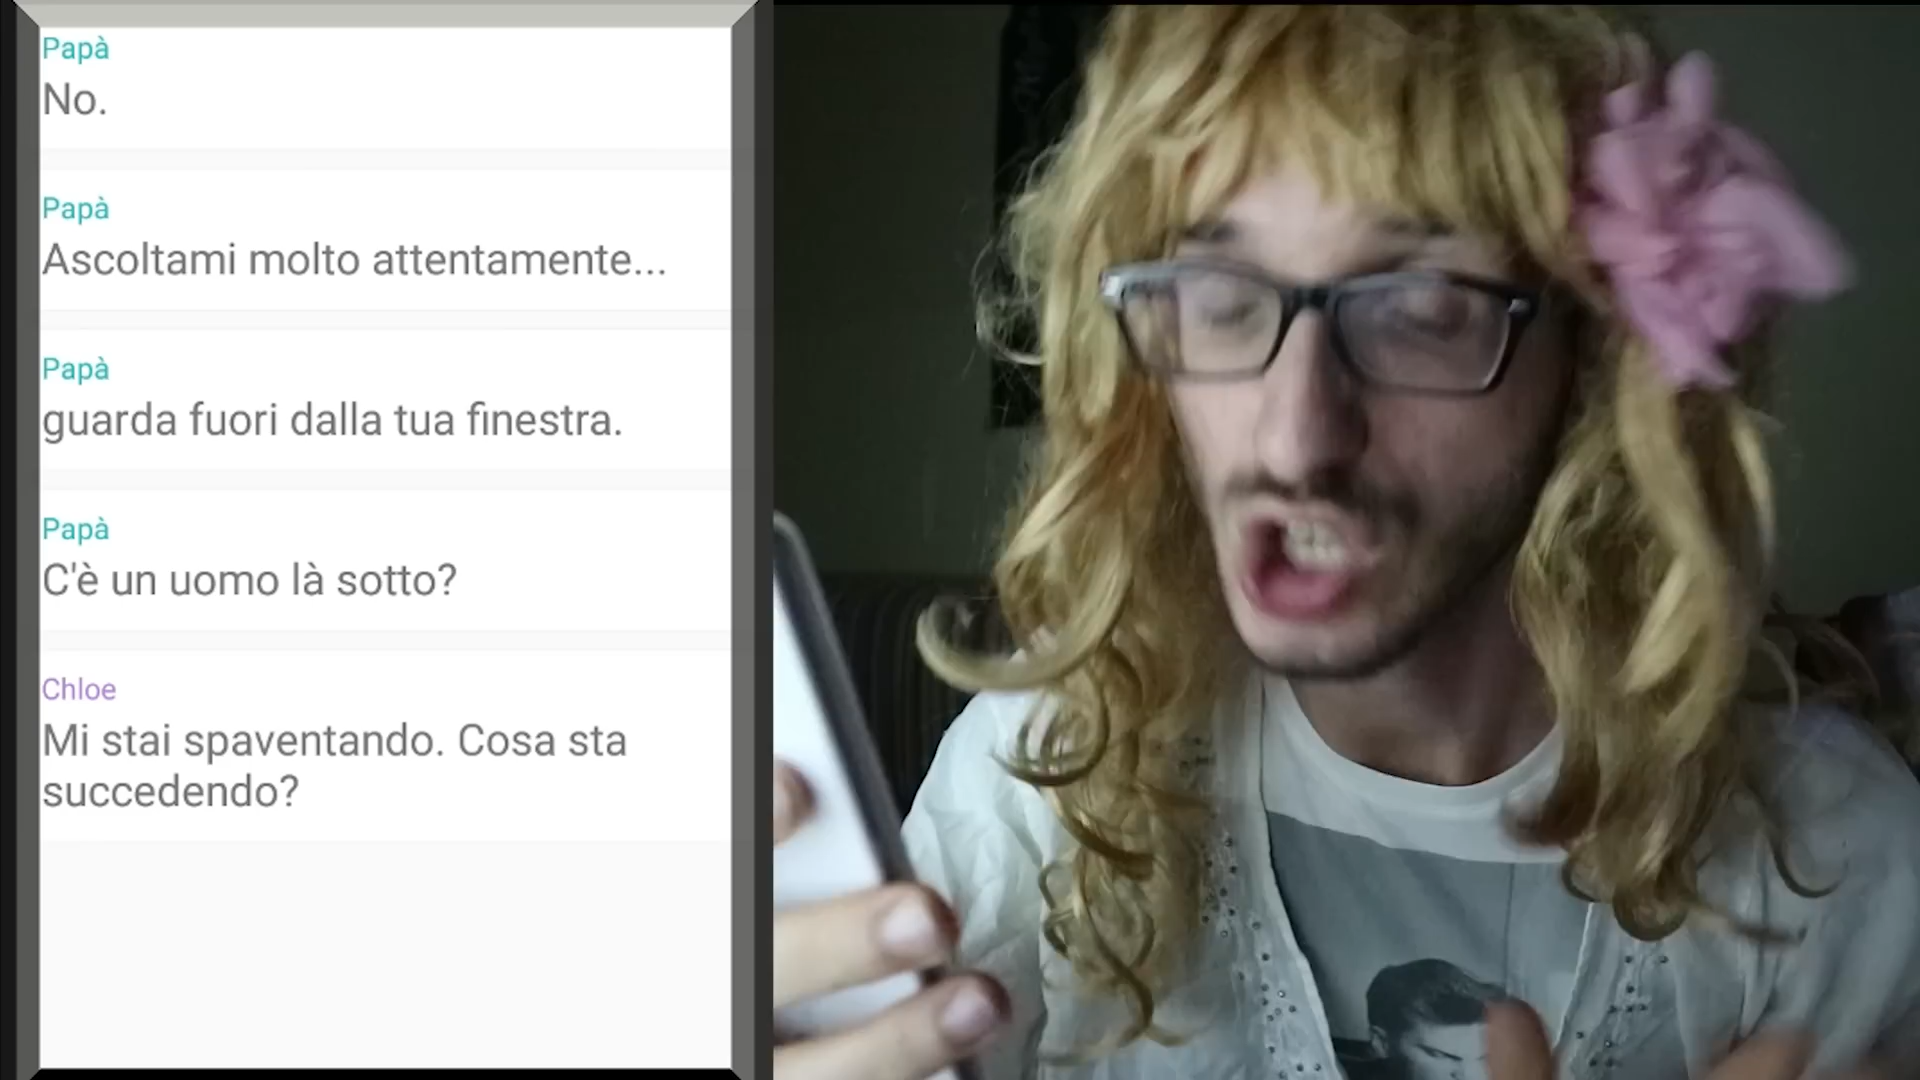 Papà
No.
Papà
Ascoltami molto attentamente...
Papà
guarda fuori dalla tua finestra.
Papà
C'è un uomo là sotto?
Chloe
Mi stai spaventando. Cosa sta
succedendo?